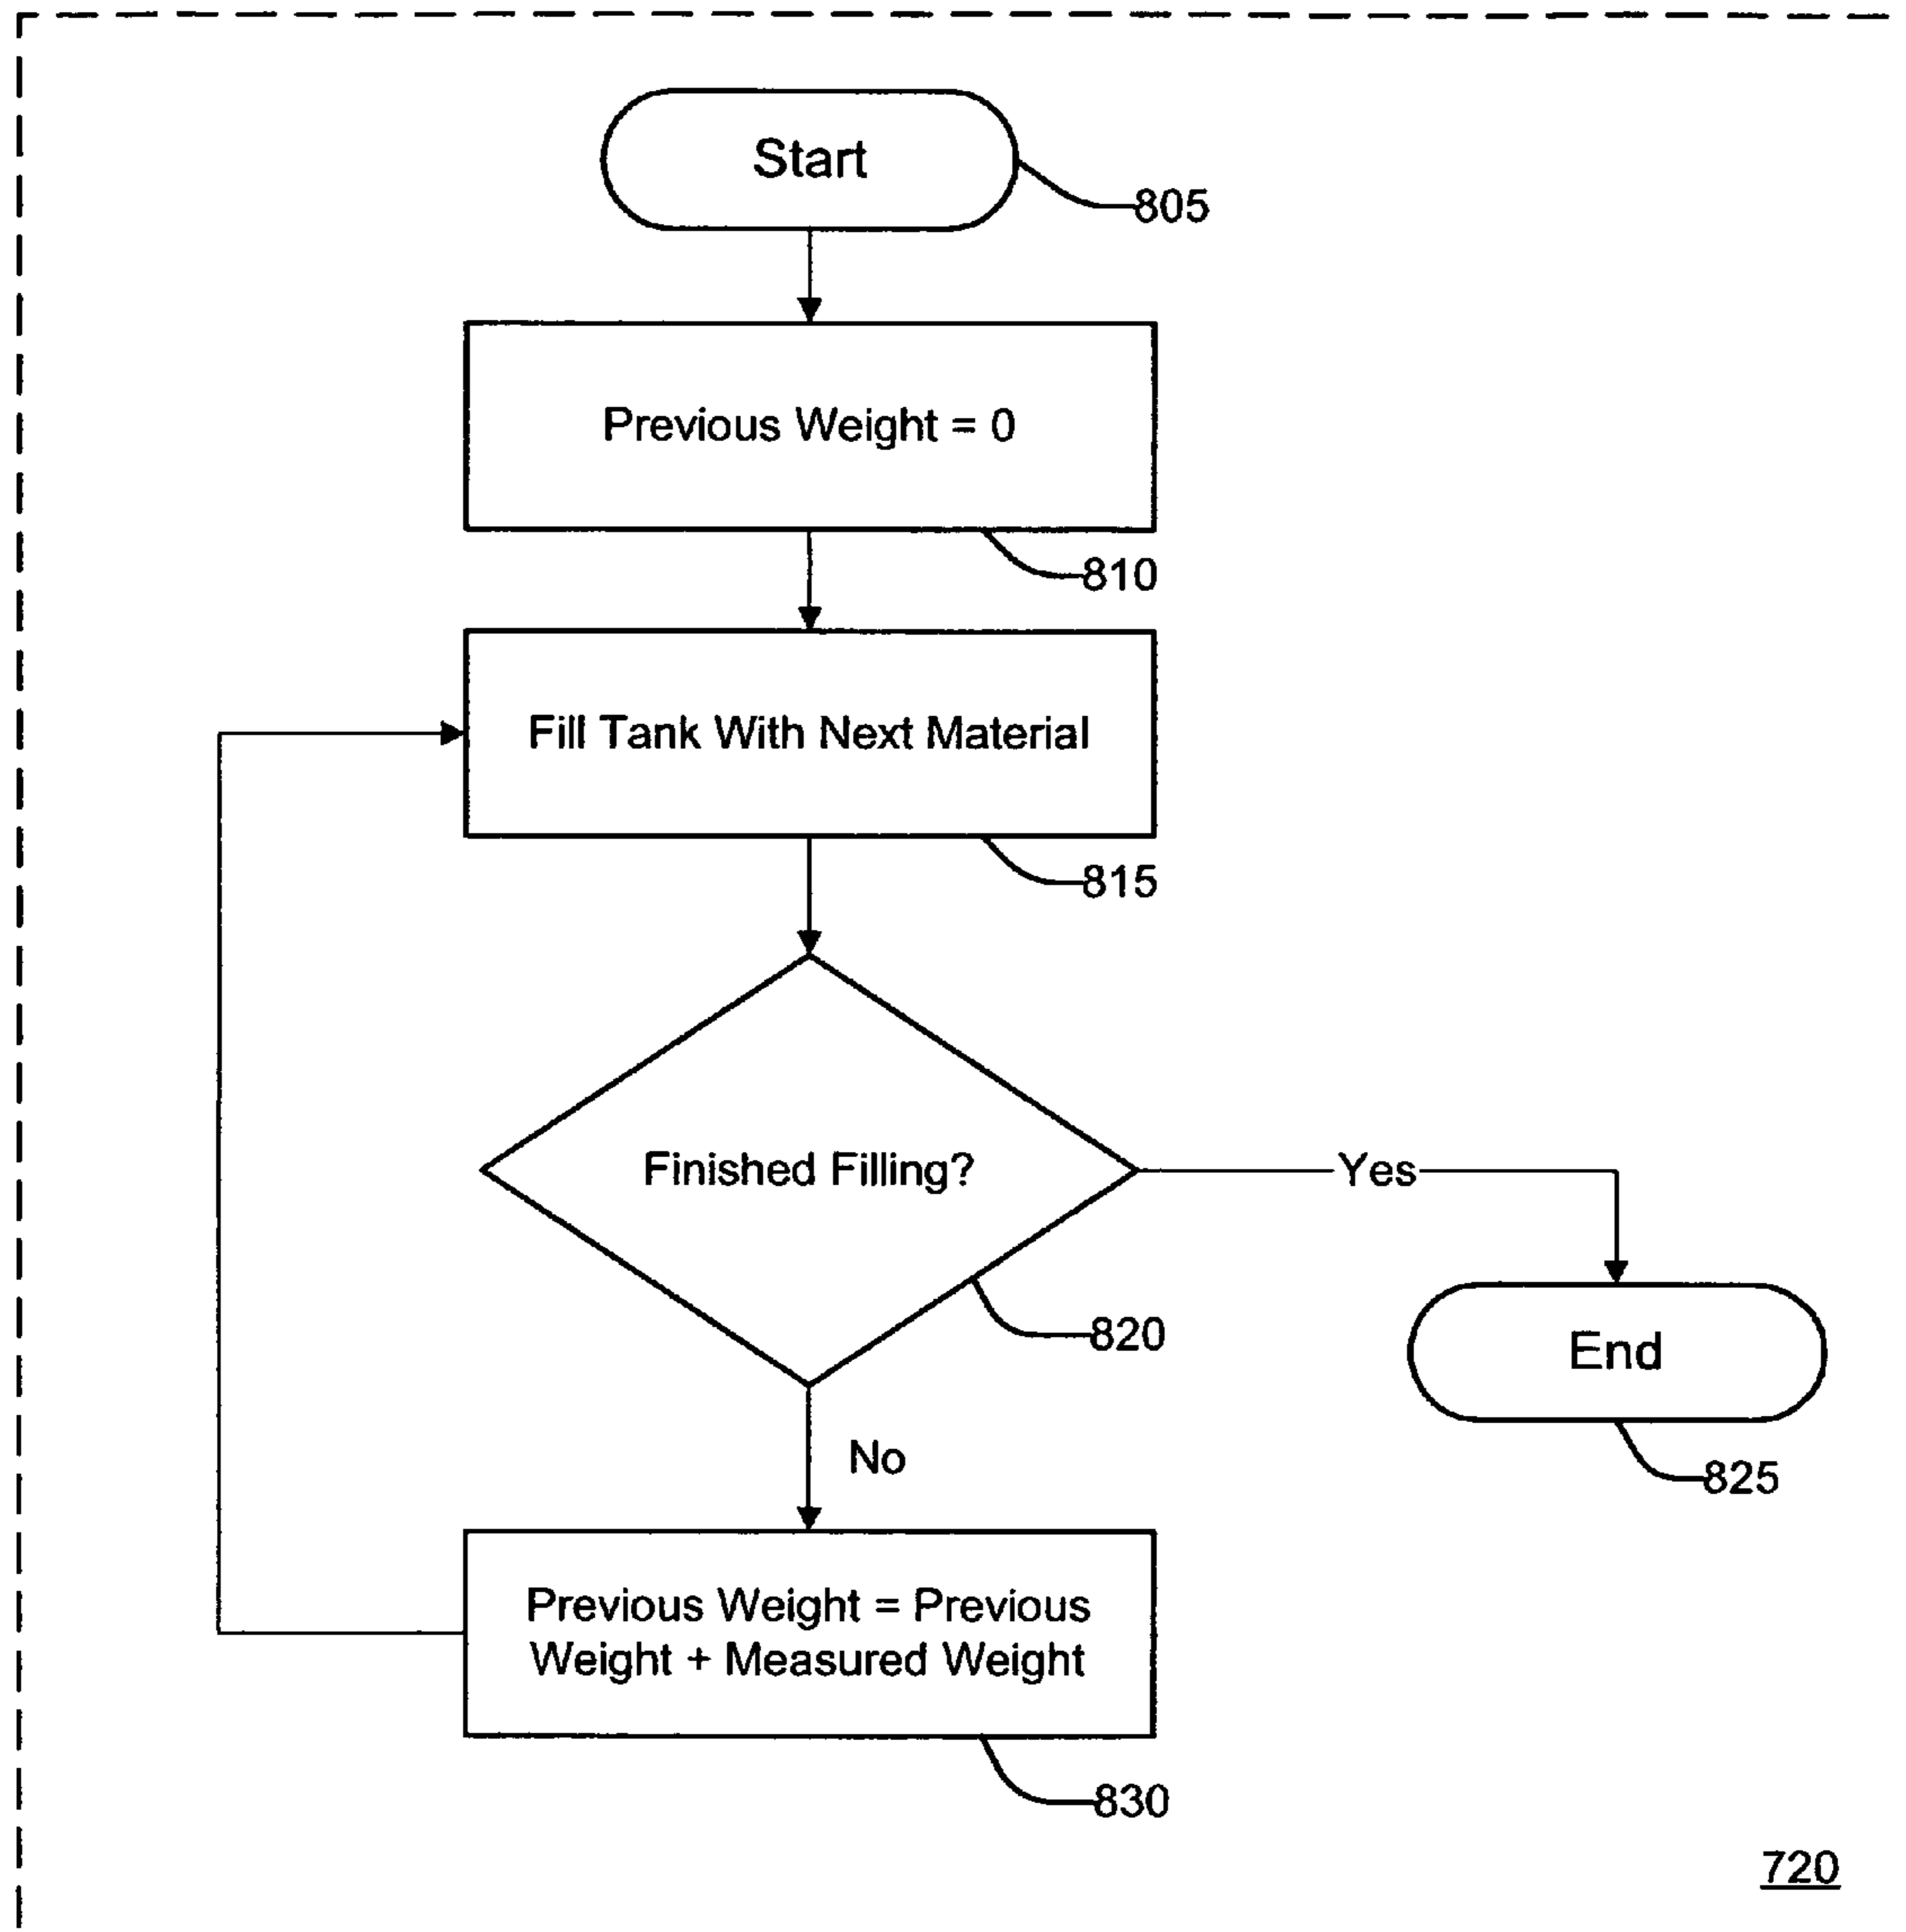 Start
805
Previous Weight = 0
810
Fill Tank With Next Material
815
Finished Filling?
Yes
820
End
No
825
Previous Weight = Previous
Weight + Measured Weight
830
720